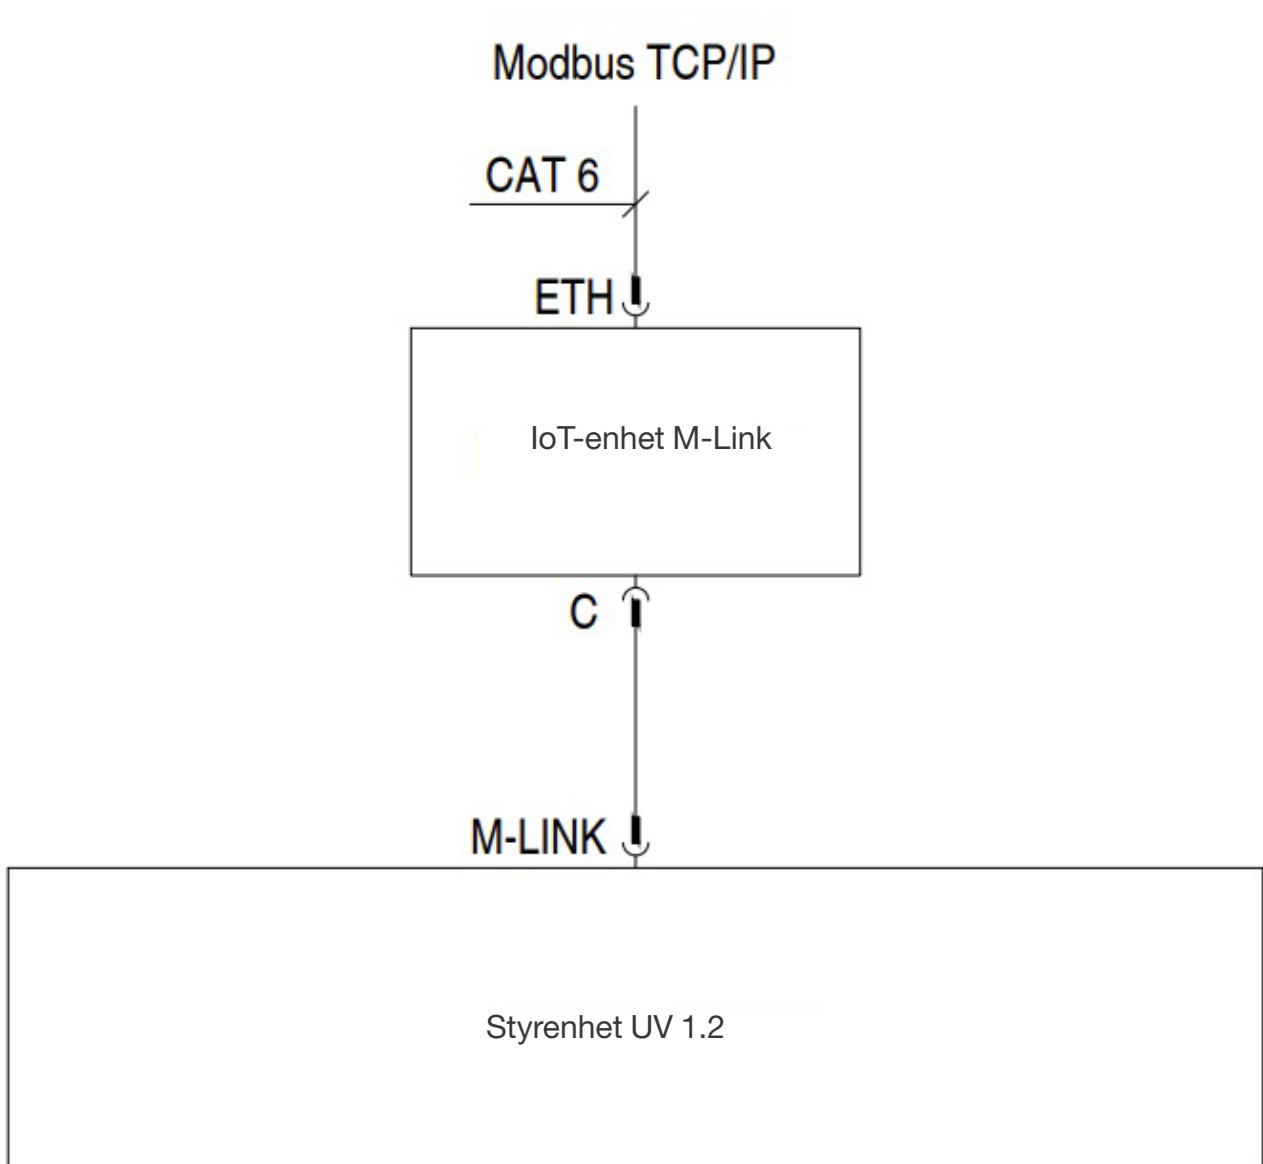 Modbus TCP/IP
CAT 6
ETH
IoT-enhet M-Link
C
M-LINK
Styrenhet UV 1.2